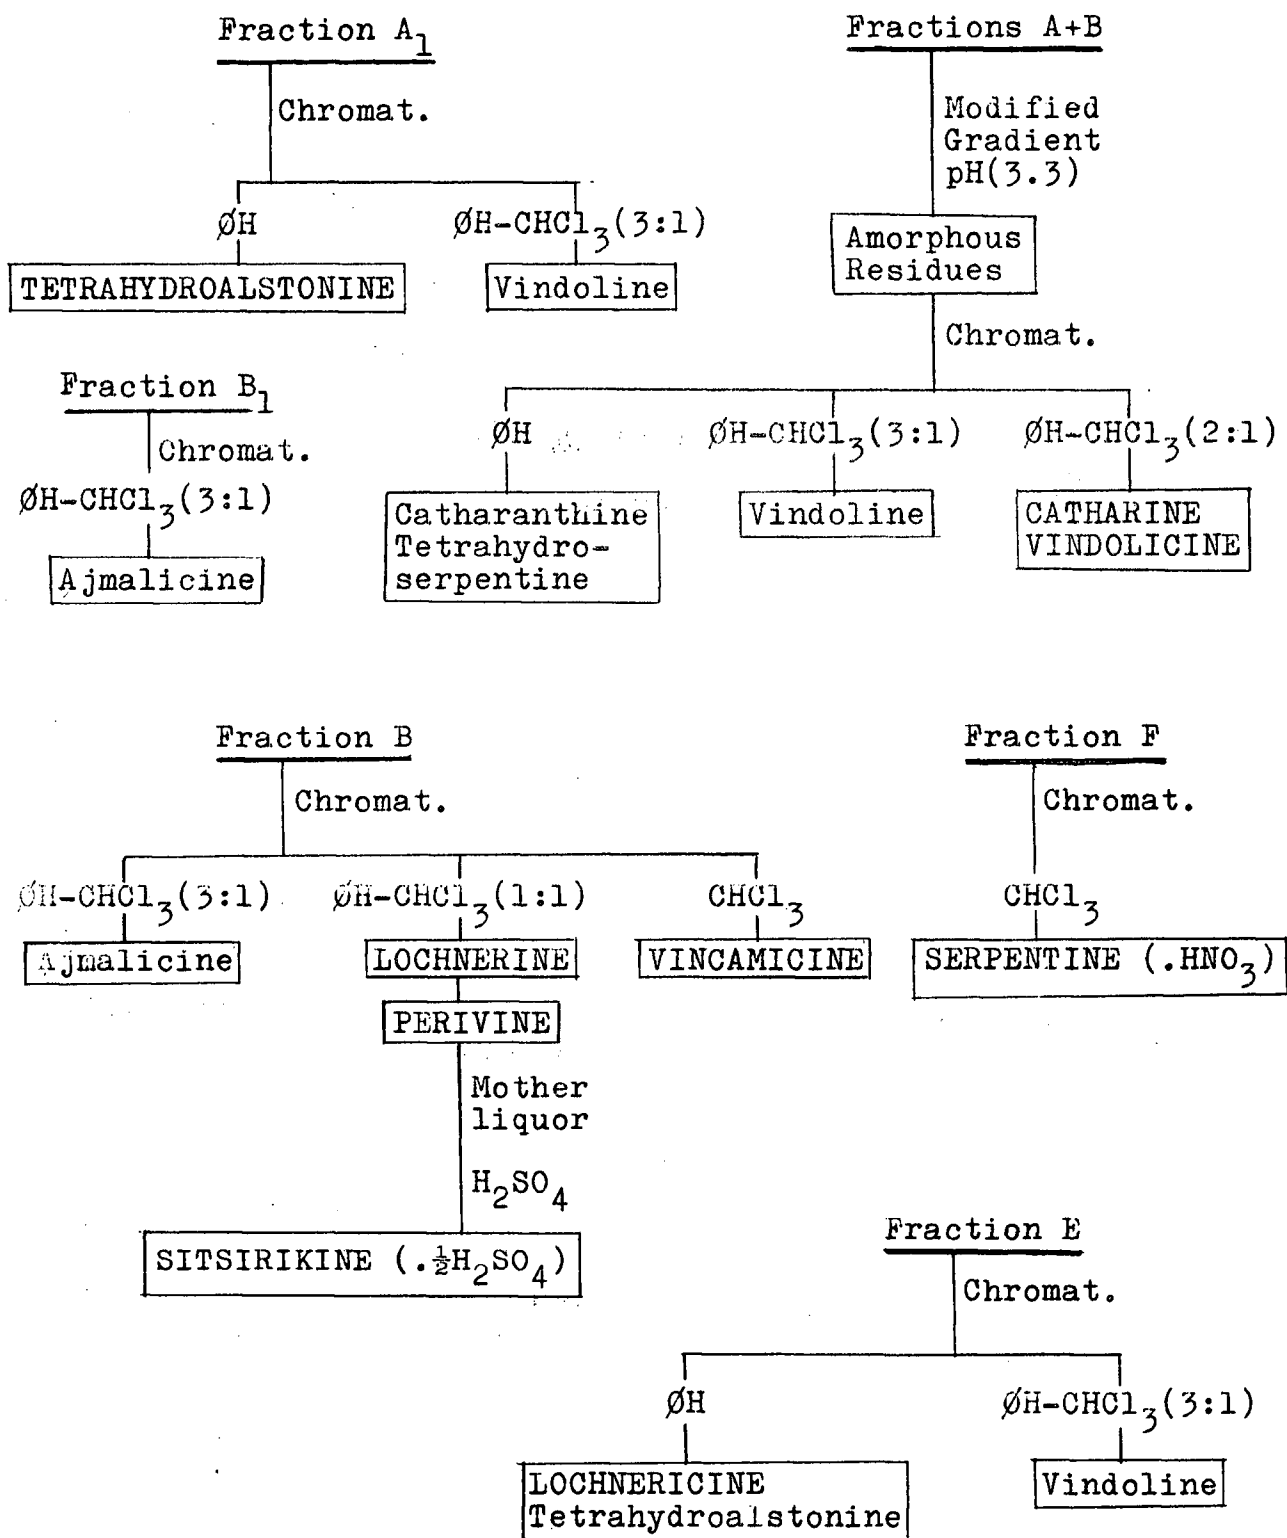 Fraction A₁
Chromat.
ØH
ØH-CHCl₃(3:1)
TETRAHYDROALSTONINE
Vindoline
Fractions A+B
Modified
Gradient
pH(3.3)
Amorphous
Residues
Chromat.
ØH
ØH-CHCl₃(3:1)
ØH-CHCl₃(2:1)
Catharanthine
Tetrahydro-
serpentine
Vindoline
CATHARINE
VINDOLICINE
Fraction B₁
Chromat.
ØH-CHCl₃(3:1)
Ajmalicine
Fraction B
Chromat.
ØH-CHCl₃(3:1)
ØH-CHCl₃(1:1)
CHCl₃
Ajmalicine
LOCHNERINE
VINCAMICINE
PERIVINE
Mother
liquor
H₂SO₄
SITSIRIKINE (.½H₂SO₄)
Fraction F
Chromat.
CHCl₃
SERPENTINE (.HNO₃)
Fraction E
Chromat.
ØH
ØH-CHCl₃(3:1)
LOCHNERICINE
Tetrahydroalstonine
Vindoline